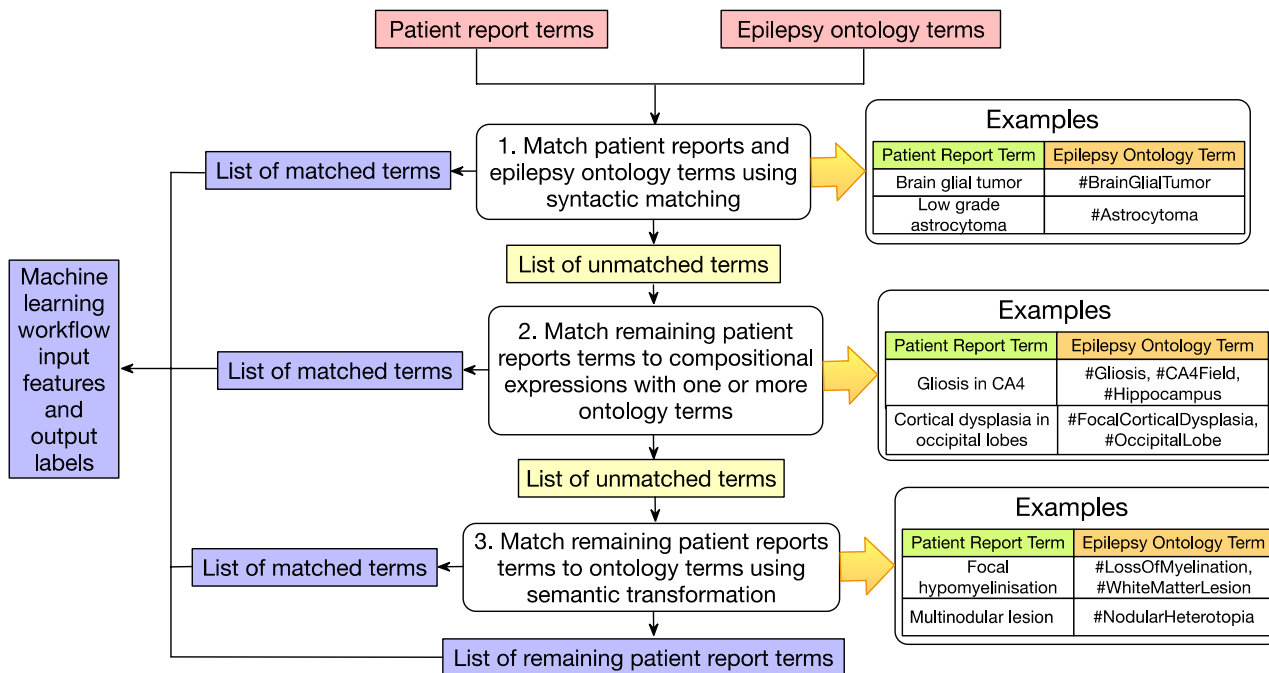 Patient report terms
Epilepsy ontology terms
List of matched terms
1. Match patient reports and
epilepsy ontology terms using
syntactic matching
Examples
Patient Report Term
Epilepsy Ontology Term
Brain glial tumor
#BrainGlialTumor
Low grade
astrocytoma
#Astrocytoma
List of unmatched terms
Machine
learning
workflow
input
features
and
output
labels
List of matched terms
2. Match remaining patient
reports terms to compositional
expressions with one or more
ontology terms
Examples
Patient Report Term
Epilepsy Ontology Term
Gliosis in CA4
#Gliosis, #CA4Field,
#Hippocampus
Cortical dysplasia in
occipital lobes
#FocalCorticalDysplasia,
#OccipitalLobe
List of unmatched terms
List of matched terms
3. Match remaining patient reports
terms to ontology terms using
semantic transformation
Examples
Patient Report Term
Epilepsy Ontology Term
Focal
hypomyelinisation
#LossOfMyelination,
#WhiteMatterLesion
Multinodular lesion
#NodularHeterotopia
List of remaining patient report terms